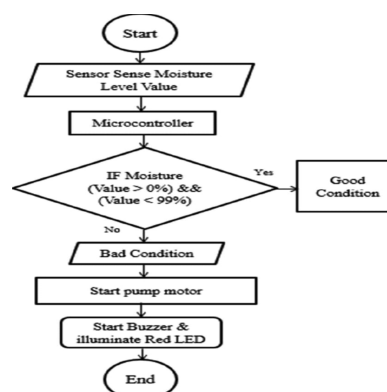 Start
Sensor Sense Moisture
Level Value
Microcontroller
IF Moisture
(Value > 0%) &&
(Value < 99%)
Yes
Good
Condition
No
Bad Condition
Start pump motor
Start Buzzer &
illuminate Red LED
End